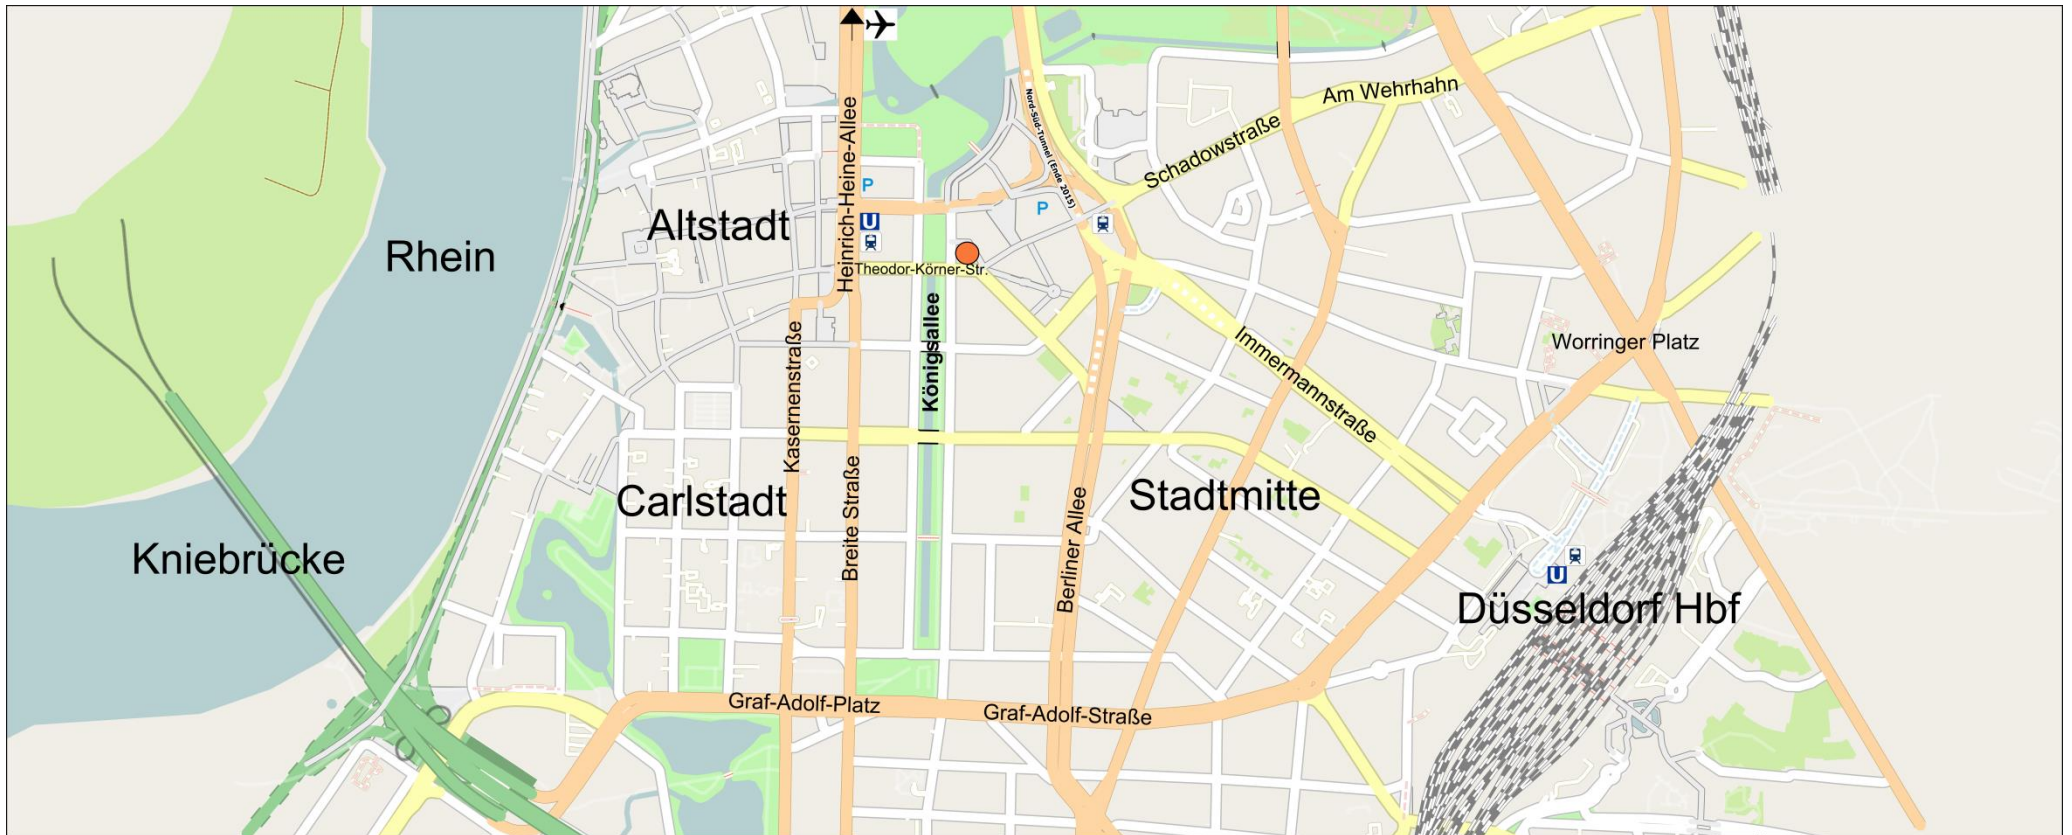 Heinrich-Heine-Allee
Nord-Süd-Tunnel (Ende 2015)
Am Wehrhahn
Schadowstraße
P
P
U
Altstadt
Rhein
Theodor-Körner-Str.
Königsallee
Kasernenstraße
Immermannstraße
Worringer Platz
Carlstadt
Breite Straße
Berliner Allee
Stadtmitte
Kniebrücke
U
Düsseldorf Hbf
Graf-Adolf-Platz
Graf-Adolf-Straße